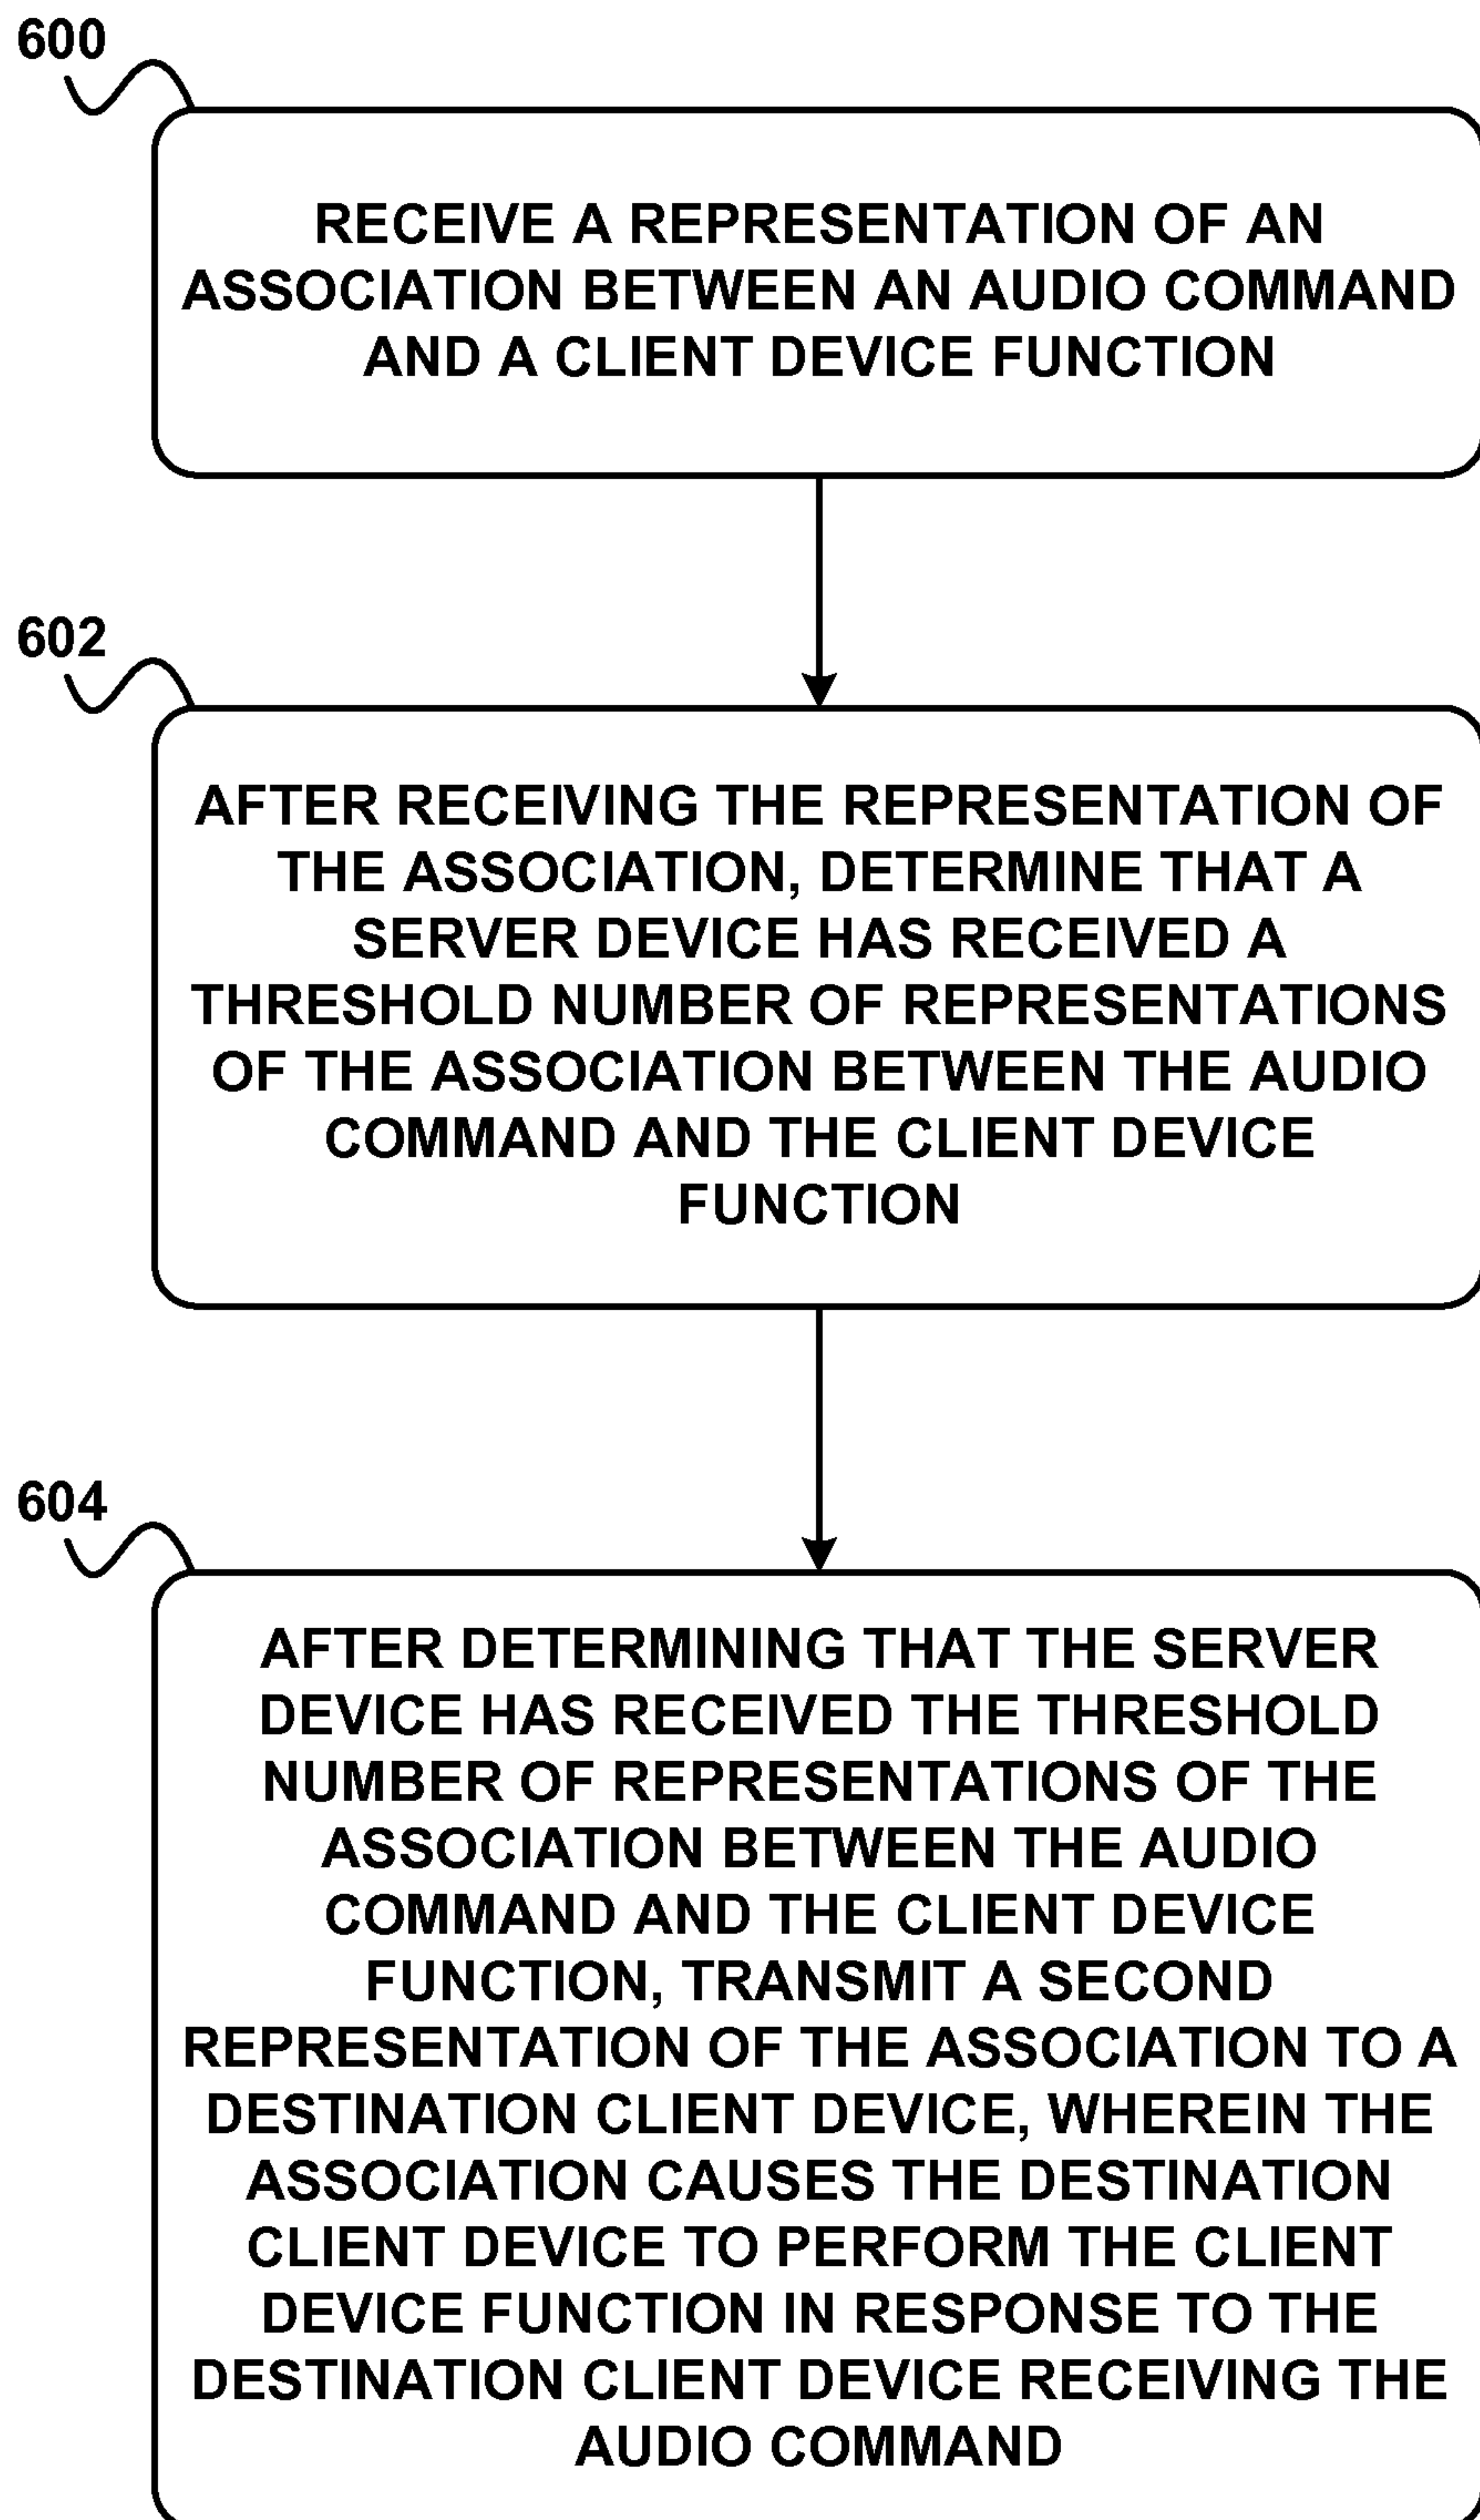 600
RECEIVE A REPRESENTATION OF AN
ASSOCIATION BETWEEN AN AUDIO COMMAND
AND A CLIENT DEVICE FUNCTION
602
AFTER RECEIVING THE REPRESENTATION OF
THE ASSOCIATION, DETERMINE THAT A
SERVER DEVICE HAS RECEIVED A
THRESHOLD NUMBER OF REPRESENTATIONS
OF THE ASSOCIATION BETWEEN THE AUDIO
COMMAND AND THE CLIENT DEVICE
FUNCTION
604
AFTER DETERMINING THAT THE SERVER
DEVICE HAS RECEIVED THE THRESHOLD
NUMBER OF REPRESENTATIONS OF THE
ASSOCIATION BETWEEN THE AUDIO
COMMAND AND THE CLIENT DEVICE
FUNCTION, TRANSMIT A SECOND
REPRESENTATION OF THE ASSOCIATION TO A
DESTINATION CLIENT DEVICE, WHEREIN THE
ASSOCIATION CAUSES THE DESTINATION
CLIENT DEVICE TO PERFORM THE CLIENT
DEVICE FUNCTION IN RESPONSE TO THE
DESTINATION CLIENT DEVICE RECEIVING THE
AUDIO COMMAND